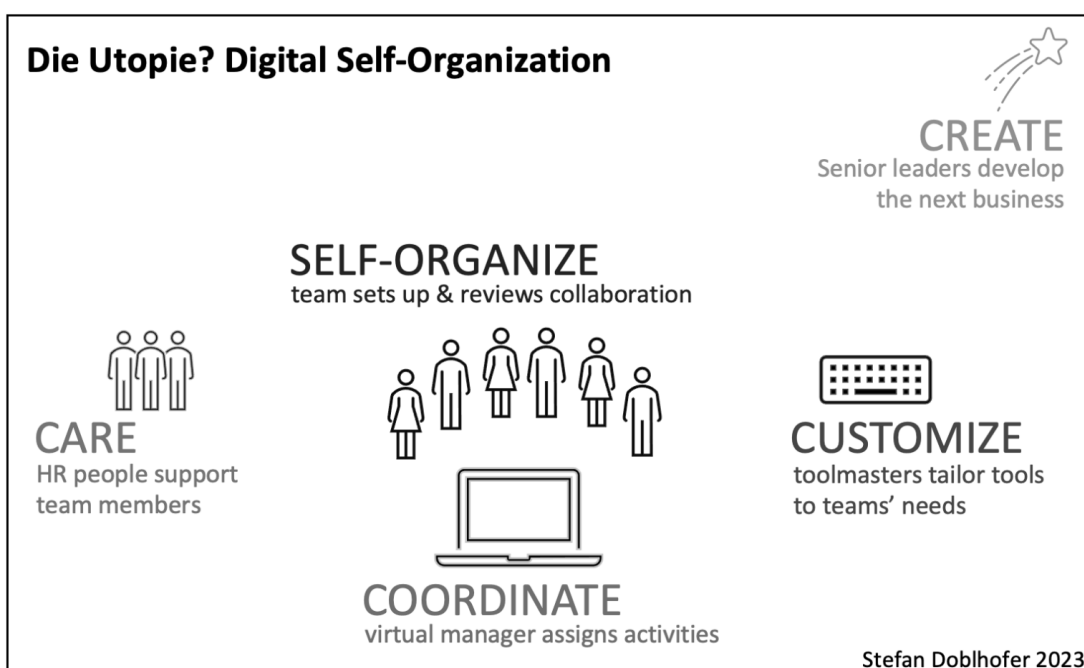 Die Utopie? Digital Self-Organization
CREATE
Senior leaders develop
the next business
SELF-ORGANIZE
team sets up & reviews collaboration
CARE
HR people support
team members
CUSTOMIZE
toolmasters tailor tools
to teams’ needs
COORDINATE
virtual manager assigns activities
Stefan Doblhofer 2023